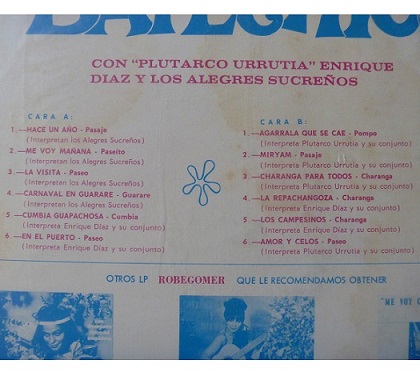 CON "PLUTARCO URRUTIA" ENRIQUE
DIAZ Y LOS ALEGRES SUCREÑOS
CARA A:
1.—HACE UN AÑO - Pasaje
(Interpretan los Alegres Sucreños)
2.—ME VOY MAÑANA - Paseito
(Interpretan los Alegres Sucreños)
3.—LA VISITA - Paseo
(Interpretan los Alegres Sucreños)
4.—CARNAVAL EN GUARARE - Guarare
(Interpretan los Alegres Sucreños)
5.—CUMBIA GUAPACHOSA - Cumbia
(Interpreta Enrique Díaz y su conjunto)
6.—EN EL PUERTO - Paseo
(Interpreta Enrique Díaz y su conjunto)
CARA B:
1.—AGARRALA QUE SE CAE - Pompo
(Interpreta Plutarco Urrutia y su conjunto)
2.—MIRYAM - Pasaje
(Interpreta Plutarco Urrutia y su conjunto)
3.—CHARANGA PARA TODOS - Charanga
(Interpreta Plutarco Urrutia y su conjunto)
4.—LA REPACHANGOZA - Charanga
(Interpreta Enrique Díaz y su conjunto)
5.—LOS CAMPESINOS - Charanga
(Interpreta Enrique Díaz y su conjunto)
6.—AMOR Y CELOS - Paseo
(Interpreta Plutarco Urrutia y su conjunto)
OTROS LP ROBEGOMER QUE LE RECOMENDAMOS OBTENER
"ME VOY